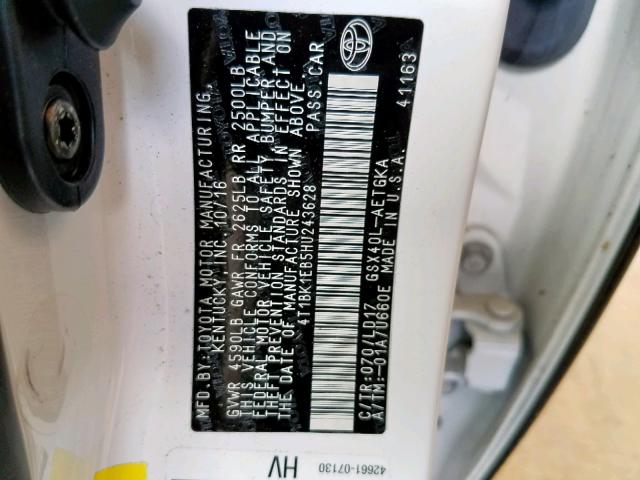 MFD.BY: TOYOTA MOTOR MANUFACTURING,
KENTUCKY, INC. 10/16
GVWR 4590LB GAWR FR 2625LB RR 2500LB
THIS VEHICLE CONFORMS TO ALL APPLICABLE
FEDERAL MOTOR VEHICLE SAFETY, BUMPER AND
THEFT PREVENTION STANDARDS IN EFFECT ON
THE DATE OF MANUFACTURE SHOWN ABOVE.
4T1BK1EB5HU243628 PASS CAR
C/TR:070/LD17 GSX40L-AETGKA
A/TM:-01A/U660E MADE IN U.S.A.
41163
HV
42661-07130